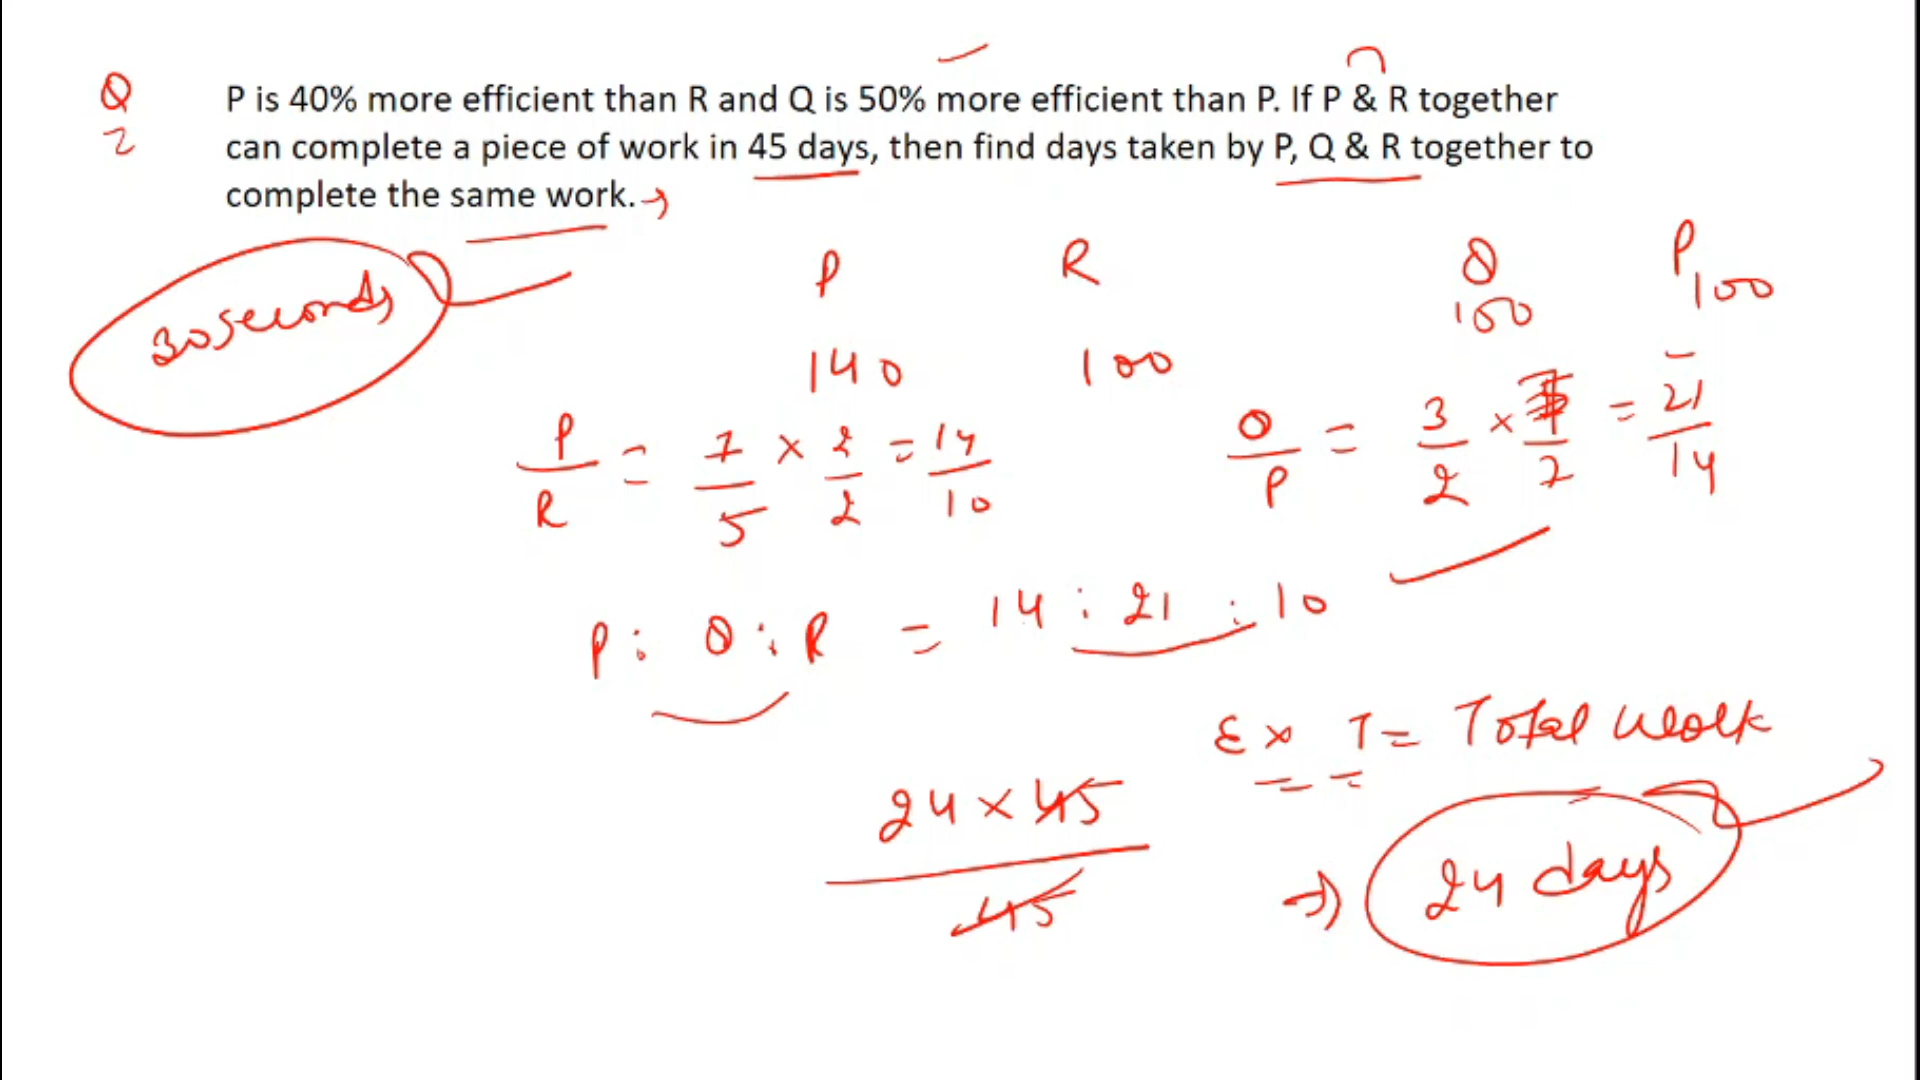 Q
2
P is 40% more efficient than R and Q is 50% more efficient than P. If P & R together
can complete a piece of work in 45 days, then find days taken by P, Q & R together to
complete the same work. →
30 seconds
P R Q P
150 100
140 100
P/R = 7/5 × 2/2 = 14/10
Q/P = 3/2 × 7/7 = 21/14
P : Q : R = 14 : 21 : 10
E × T = Total work
24 × 45
45
⇒ 24 days